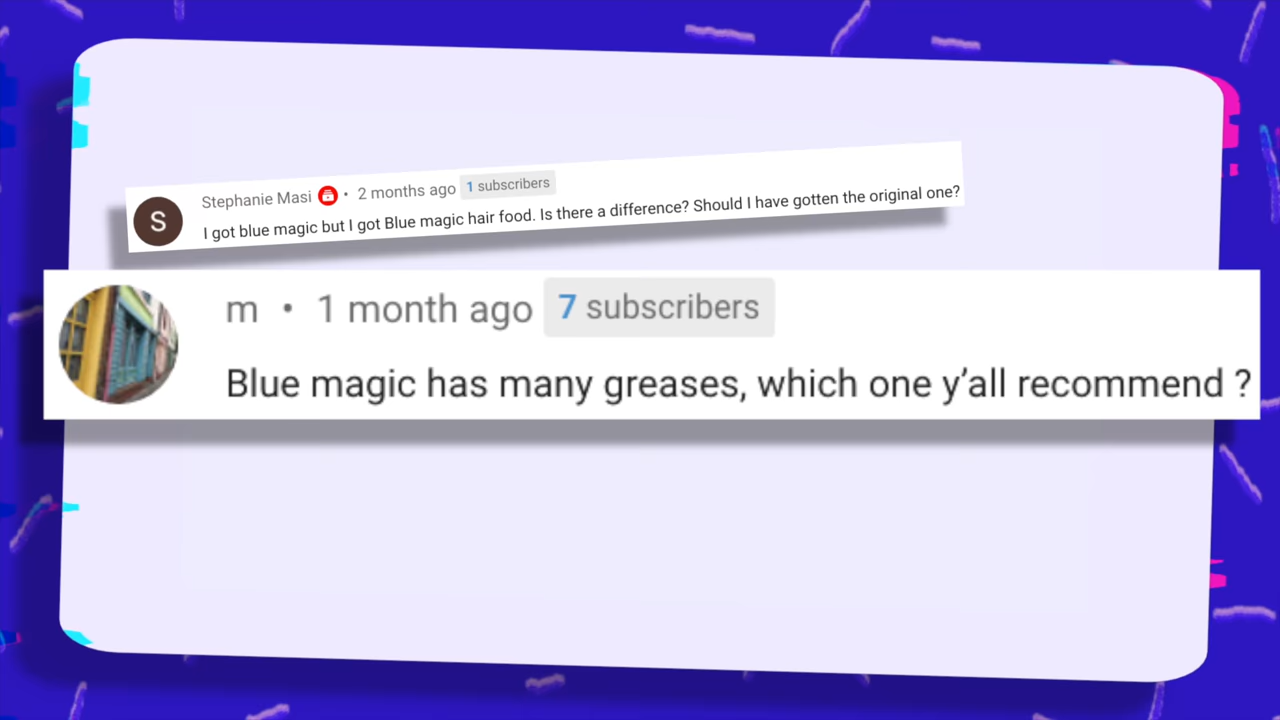 S
Stephanie Masi • 2 months ago 1 subscribers
I got blue magic but I got Blue magic hair food. Is there a difference? Should I have gotten the original one?
m • 1 month ago 7 subscribers
Blue magic has many greases, which one y’all recommend ?